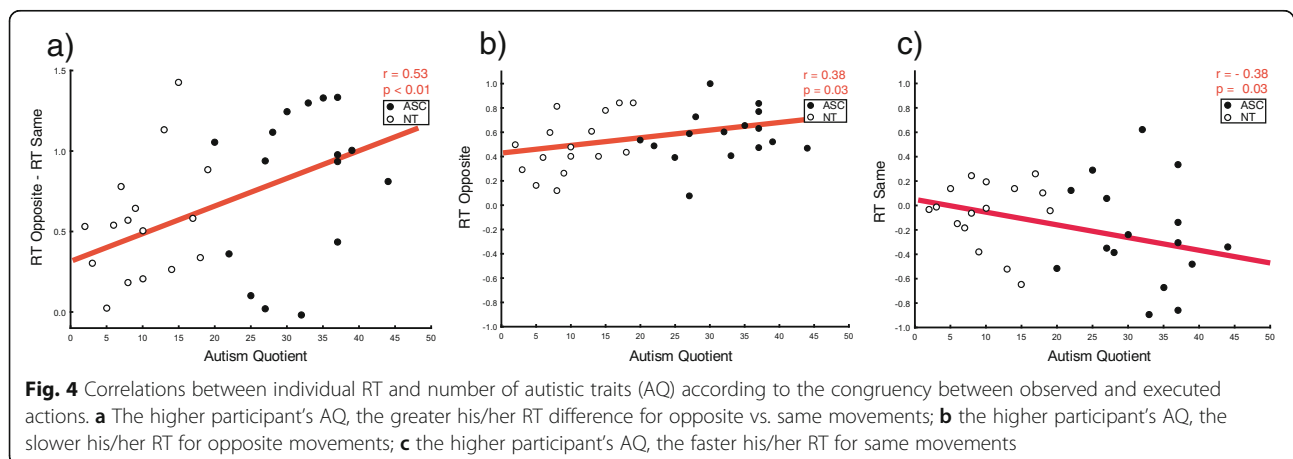 a)
r = 0.53
p < 0.01
ASC
NT
RT Opposite - RT Same
1.5
1.0
0.5
0.0
0 5 10 15 20 25 30 35 40 45 50
Autism Quotient
b)
r = 0.38
p = 0.03
ASC
NT
RT Opposite
1.0
0.8
0.6
0.4
0.2
0.0
-0.2
-0.4
-0.6
-0.8
-1.0
0 5 10 15 20 25 30 35 40 45 50
Autism Quotient
c)
r = - 0.38
p = 0.03
ASC
NT
RT Same
1.0
0.8
0.6
0.4
0.2
0.0
-0.2
-0.4
-0.6
-0.8
-1.0
0 5 10 15 20 25 30 35 40 45 50
Autism Quotient
Fig. 4 Correlations between individual RT and number of autistic traits (AQ) according to the congruency between observed and executed
actions. a The higher participant's AQ, the greater his/her RT difference for opposite vs. same movements; b the higher participant's AQ, the
slower his/her RT for opposite movements; c the higher participant's AQ, the faster his/her RT for same movements